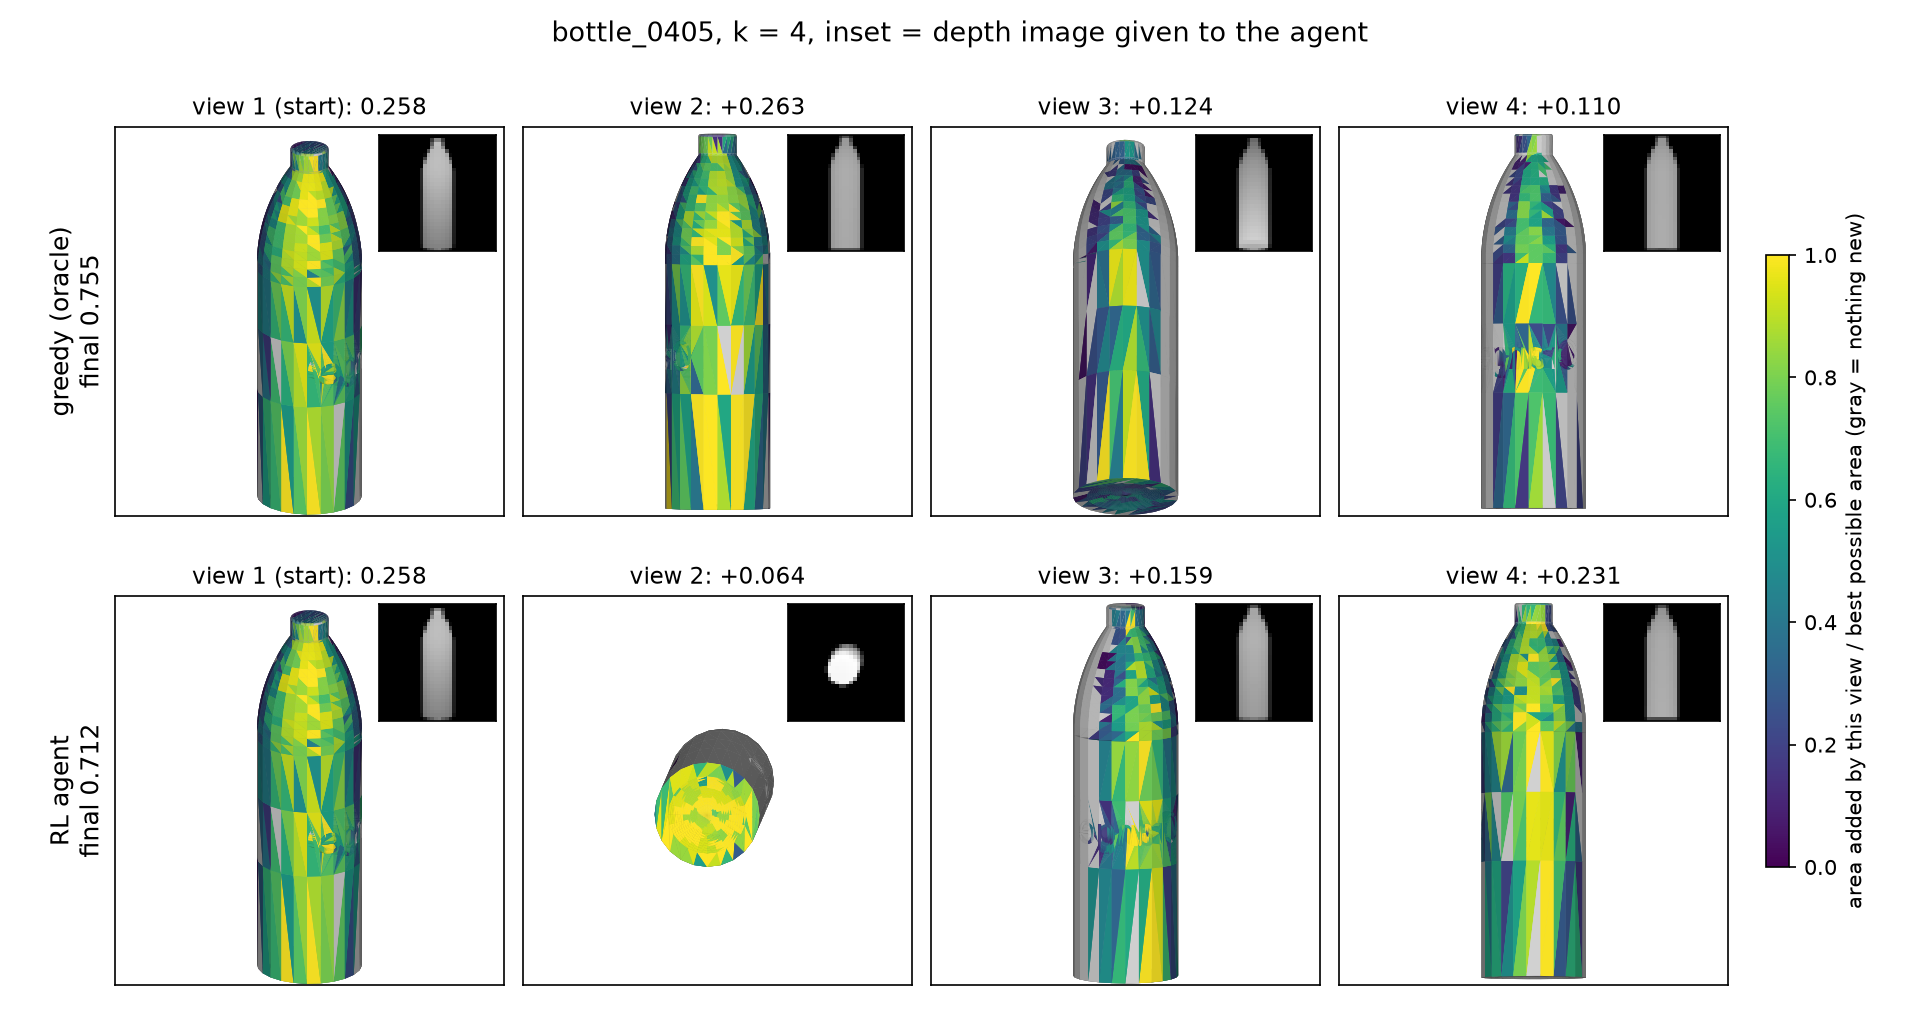 bottle_0405, k = 4, inset = depth image given to the agent
view 1 (start): 0.258
view 2: +0.263
view 3: +0.124
view 4: +0.110
greedy (oracle)
final 0.755
view 1 (start): 0.258
view 2: +0.064
view 3: +0.159
view 4: +0.231
RL agent
final 0.712
1.0
0.8
0.6
0.4
0.2
0.0
area added by this view / best possible area (gray = nothing new)